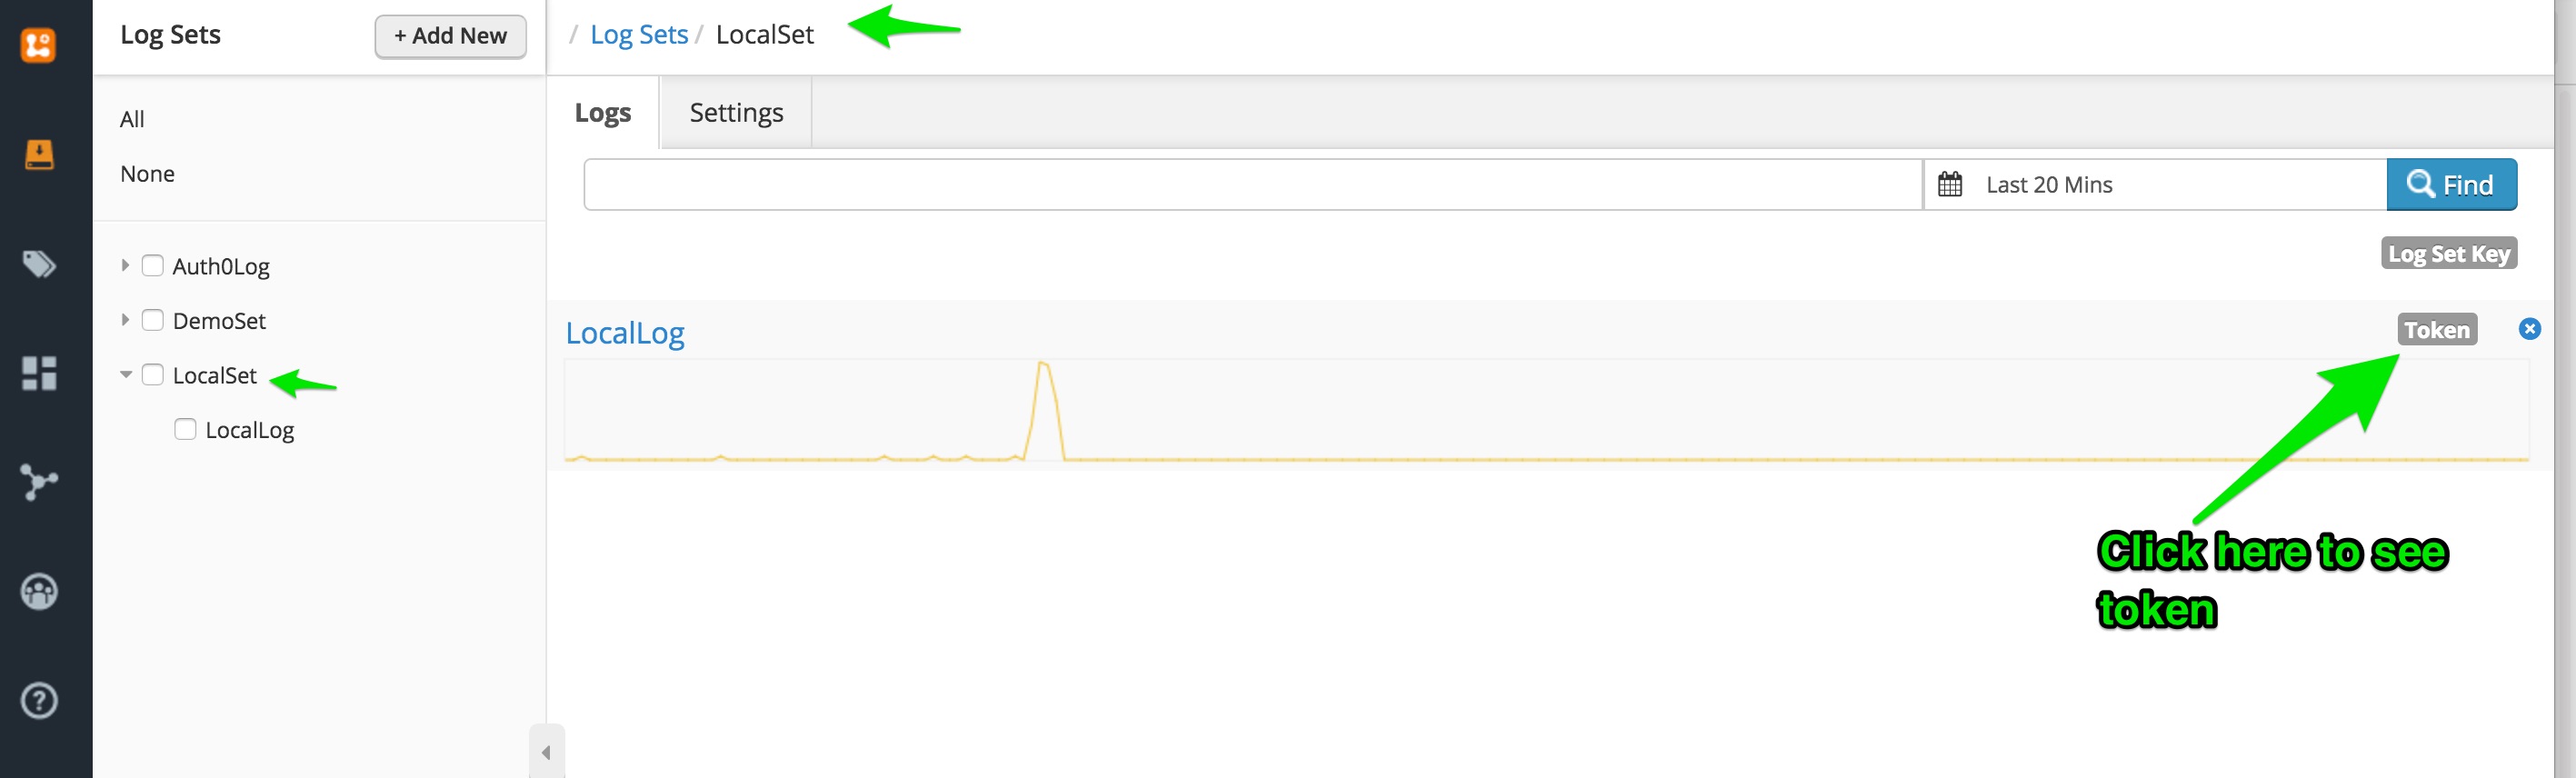 Log Sets
+ Add New
/ Log Sets / LocalSet
All
None
Auth0Log
DemoSet
LocalSet
LocalLog
Logs
Settings
Last 20 Mins
Find
Log Set Key
LocalLog
Token
Click here to see
token